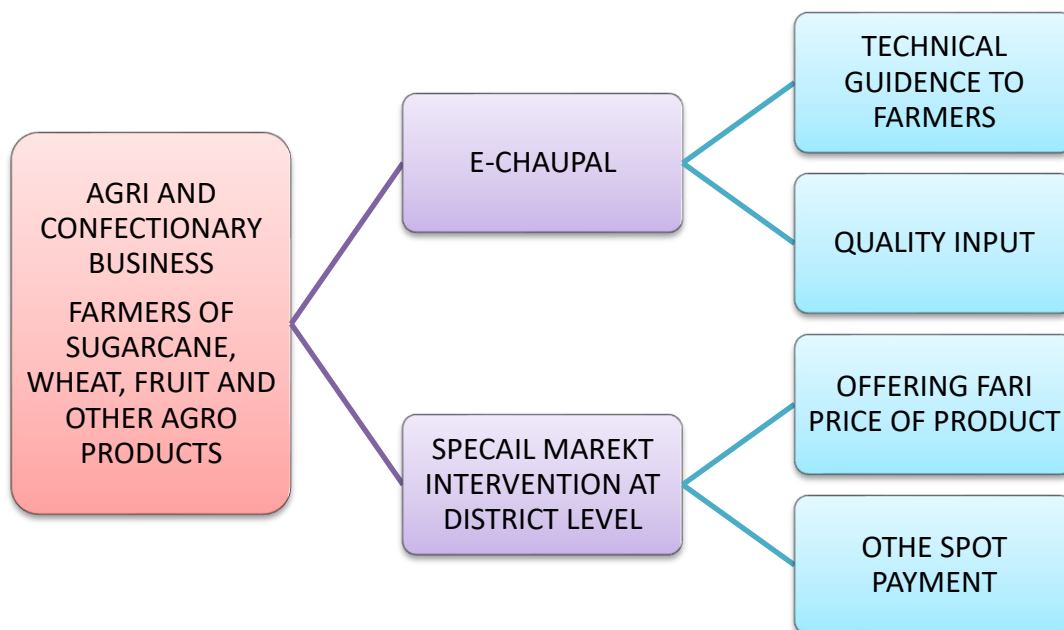 AGRI AND
CONFECTIONARY
BUSINESS
FARMERS OF
SUGARCANE,
WHEAT, FRUIT AND
OTHER AGRO
PRODUCTS
E-CHAUPAL
SPECAIL MAREKT
INTERVENTION AT
DISTRICT LEVEL
TECHNICAL
GUIDENCE TO
FARMERS
QUALITY INPUT
OFFERING FARI
PRICE OF PRODUCT
OTHE SPOT
PAYMENT